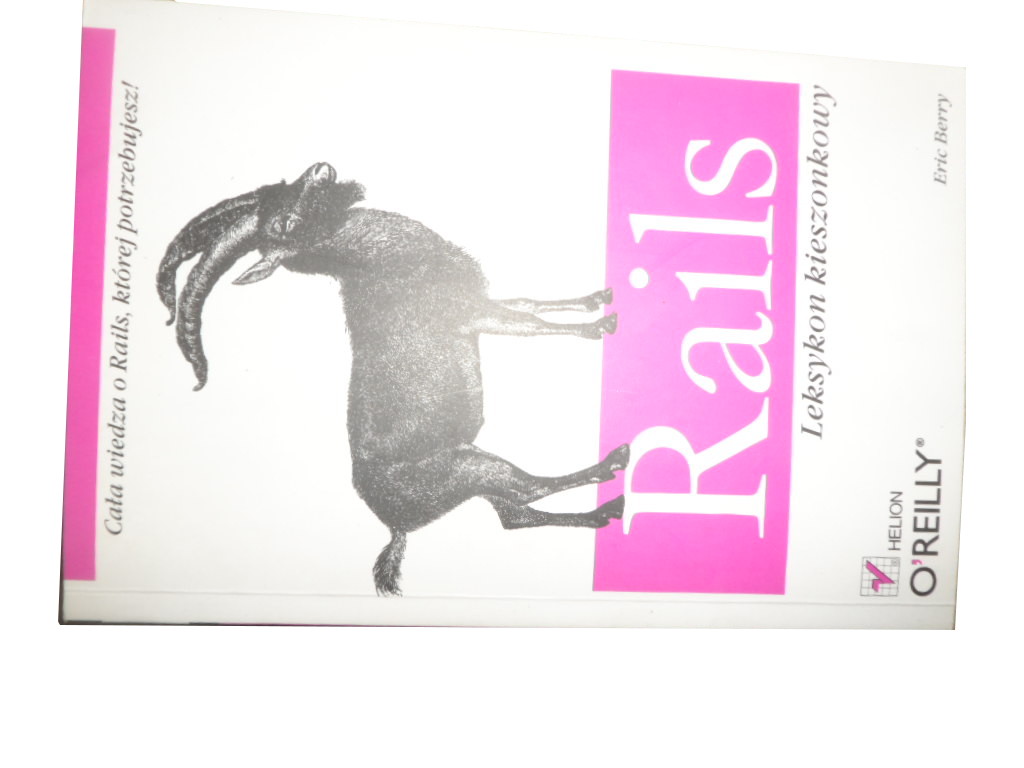 Cała wiedza o Rails, której potrzebujesz!
Rails
Leksykon kieszonkowy
HELION
O'REILLY®
Eric Berry